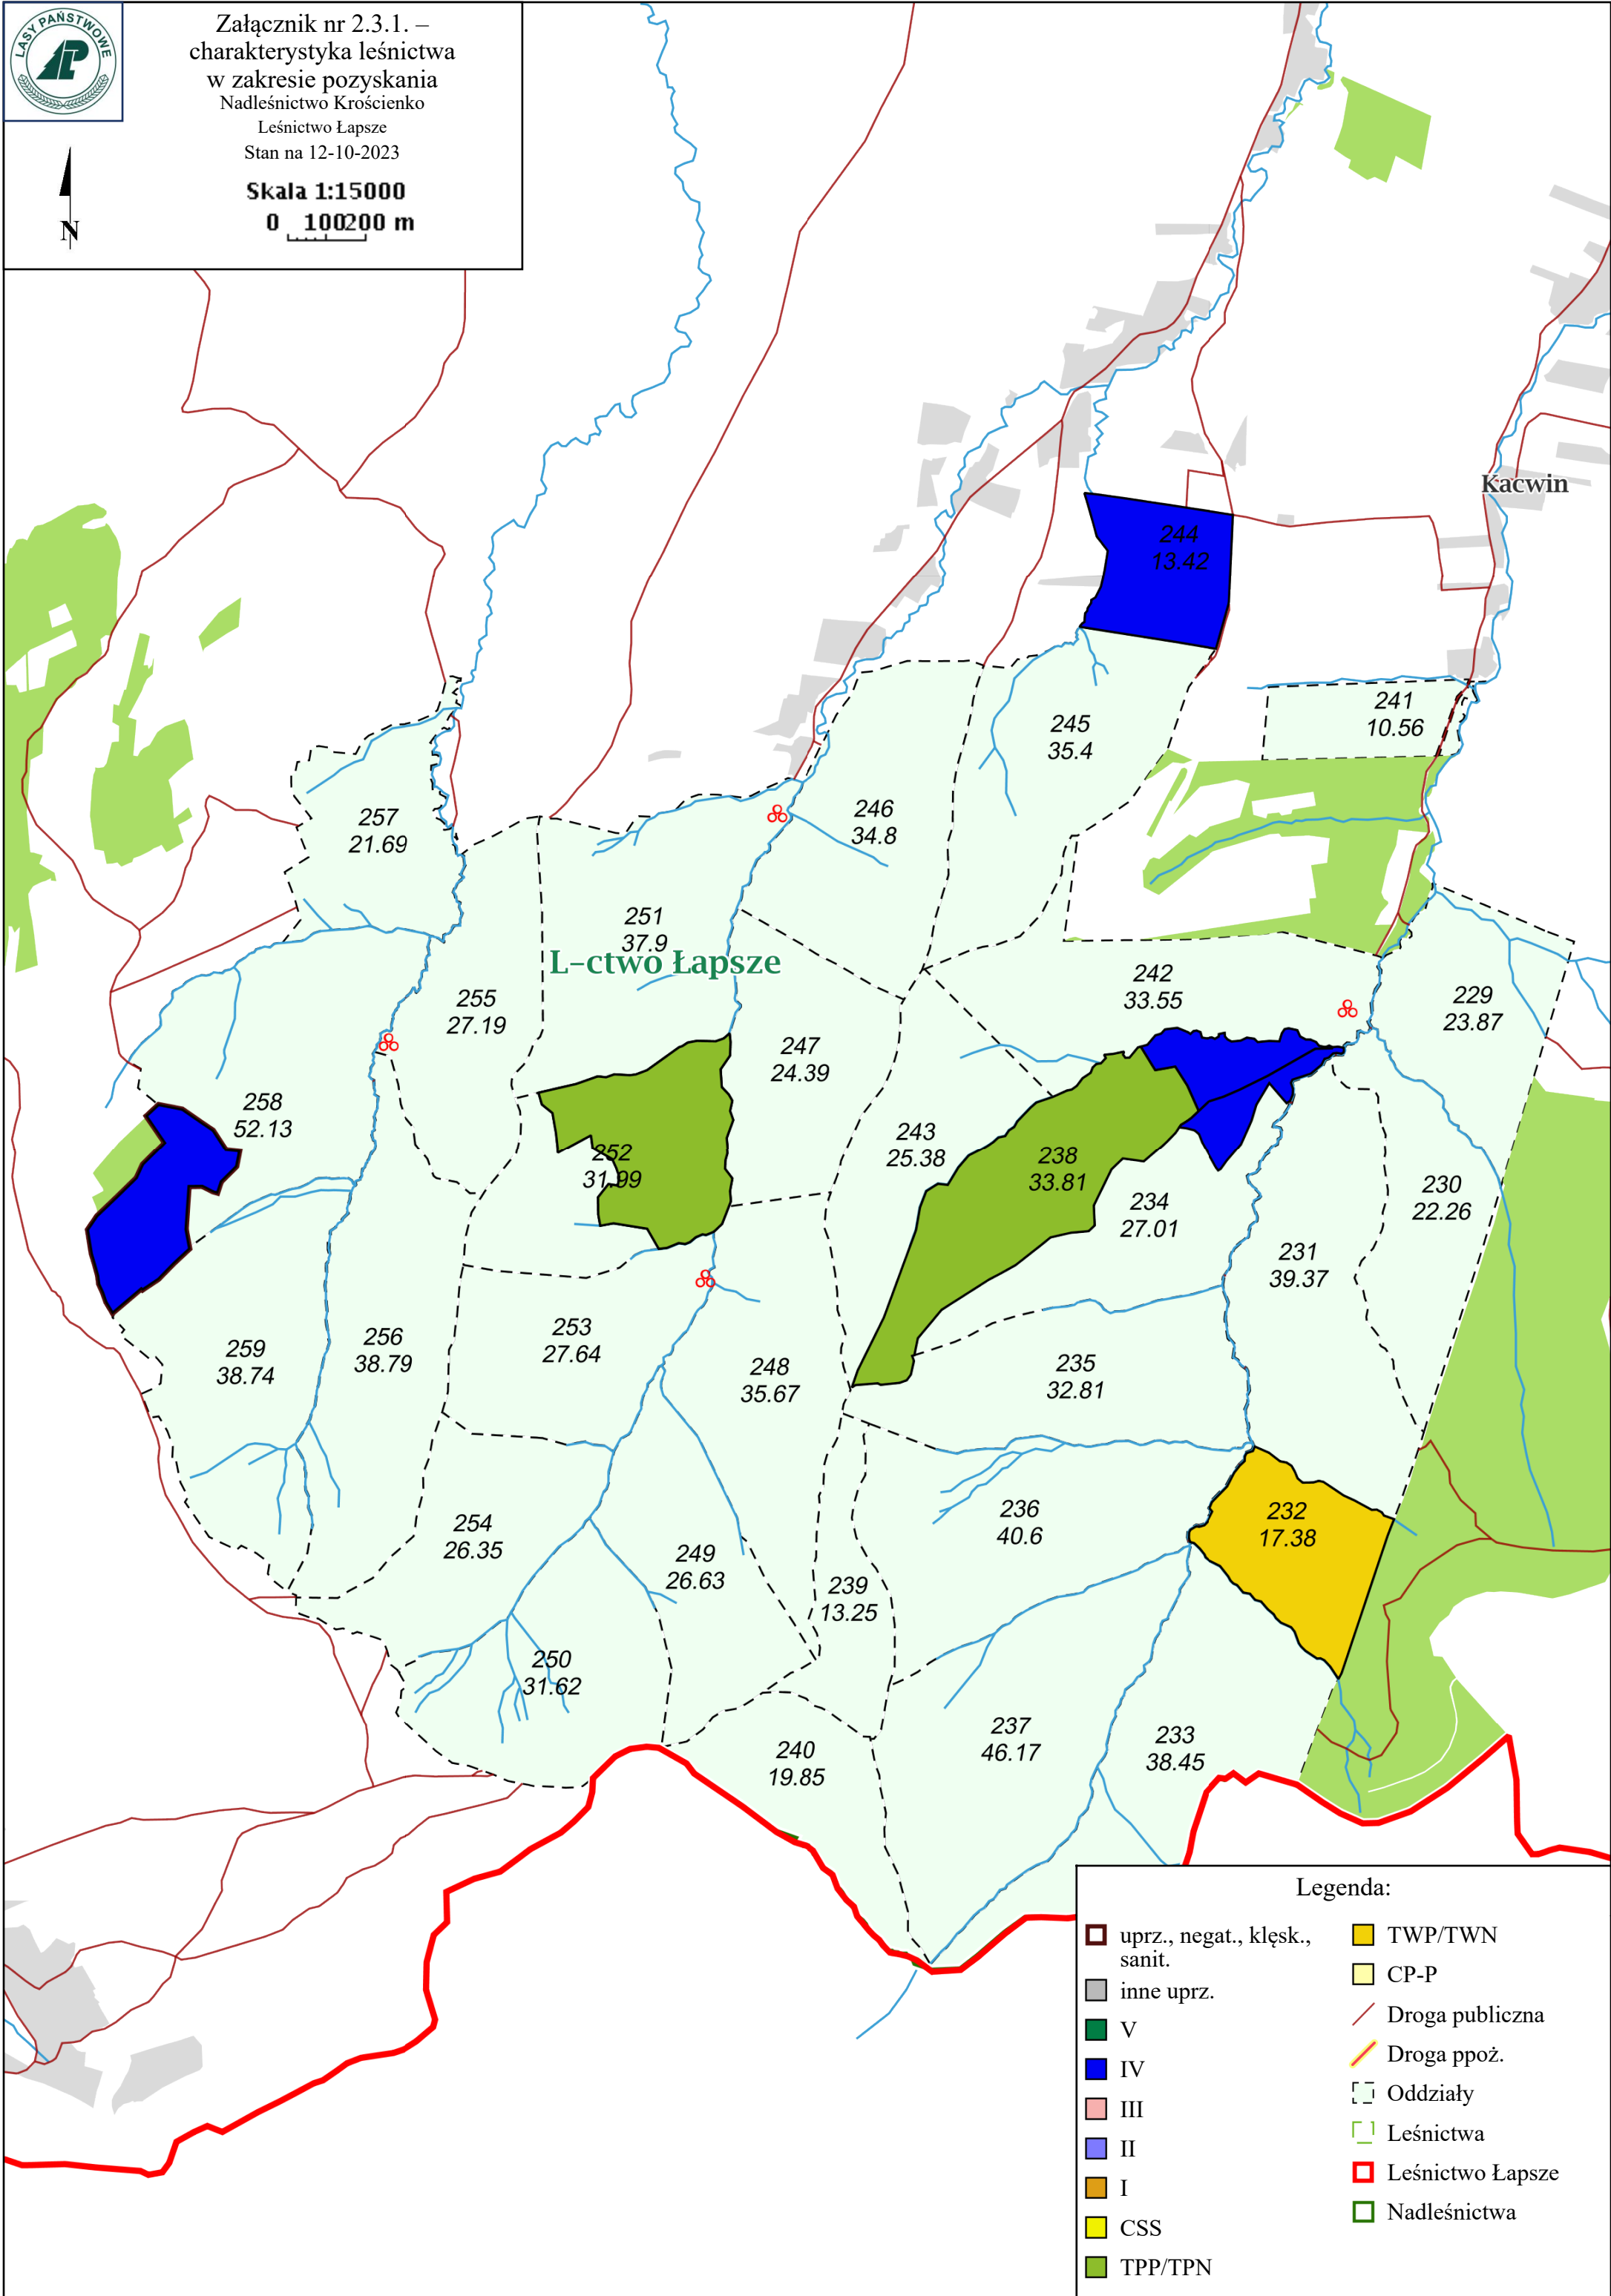 LASY PAŃSTWOWE
Załącznik nr 2.3.1. –
charakterystyka leśnictwa
w zakresie pozyskania
Nadleśnictwo Krościenko
Leśnictwo Łapsze
Stan na 12-10-2023
Skala 1:15000
0 100200 m
N
Kacwin
244
13.42
241
10.56
245
35.4
246
34.8
257
21.69
251
37.9
L-ctwo Łapsze
242
33.55
229
23.87
255
27.19
247
24.39
258
52.13
243
25.38
252
31.99
238
33.81
234
27.01
230
22.26
231
39.37
259
38.74
256
38.79
253
27.64
248
35.67
235
32.81
254
26.35
236
40.6
232
17.38
249
26.63
239
13.25
250
31.62
240
19.85
237
46.17
233
38.45
Legenda:
uprz., negat., klęsk.,
sanit.
inne uprz.
V
IV
III
II
I
CSS
TPP/TPN
TWP/TWN
CP-P
Droga publiczna
Droga ppoż.
Oddziały
Leśnictwa
Leśnictwo Łapsze
Nadleśnictwa